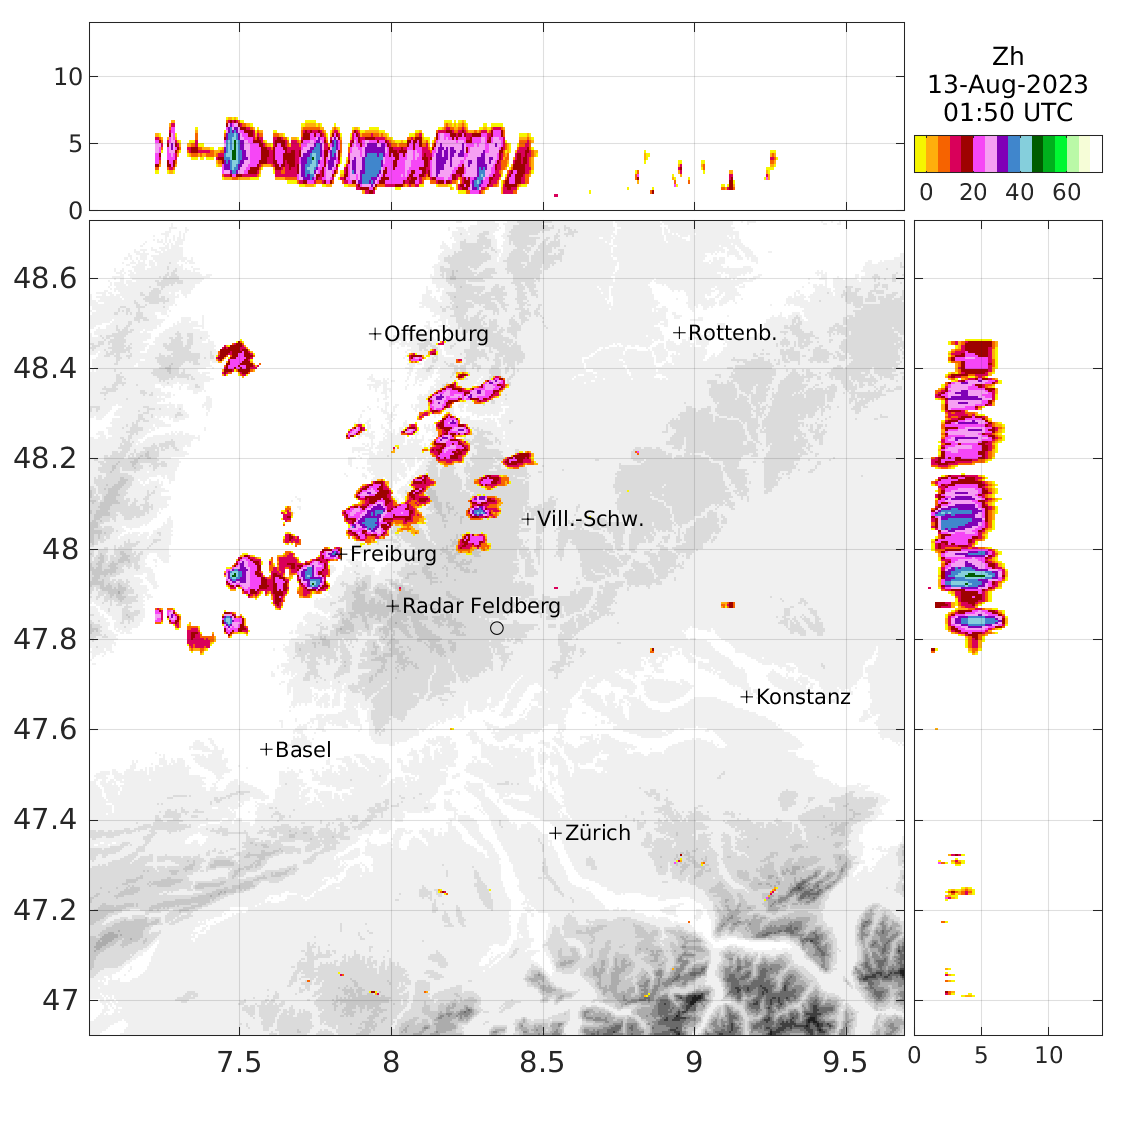 10
5
0
Zh
13-Aug-2023
01:50 UTC
0 20 40 60
48.6
48.4
48.2
48
47.8
47.6
47.4
47.2
47
Offenburg
Rottenb.
Vill.-Schw.
Freiburg
Radar Feldberg
Konstanz
Basel
Zürich
7.5 8 8.5 9 9.5
0 5 10